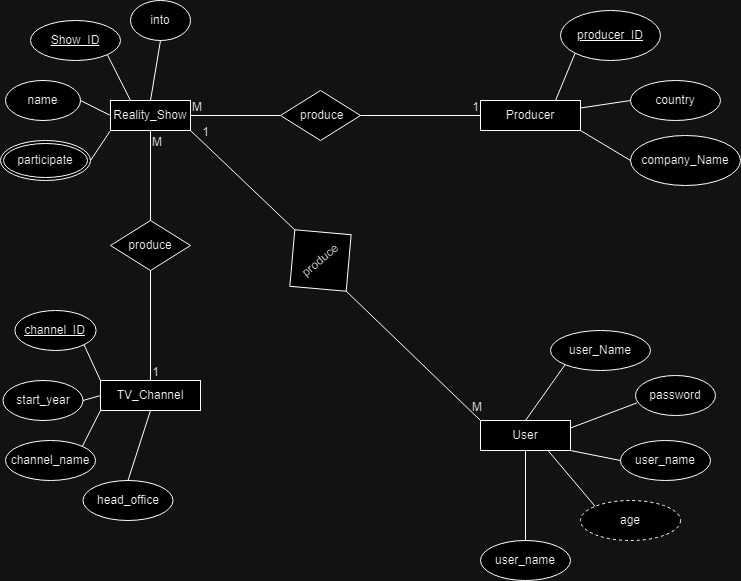 into
Show_ID
producer_ID
name
Reality_Show
M
produce
1
Producer
country
participate
1
company_Name
M
produce
produce
channel_ID
user_Name
1
start_year
TV_Channel
password
M
User
channel_name
user_name
head_office
age
user_name